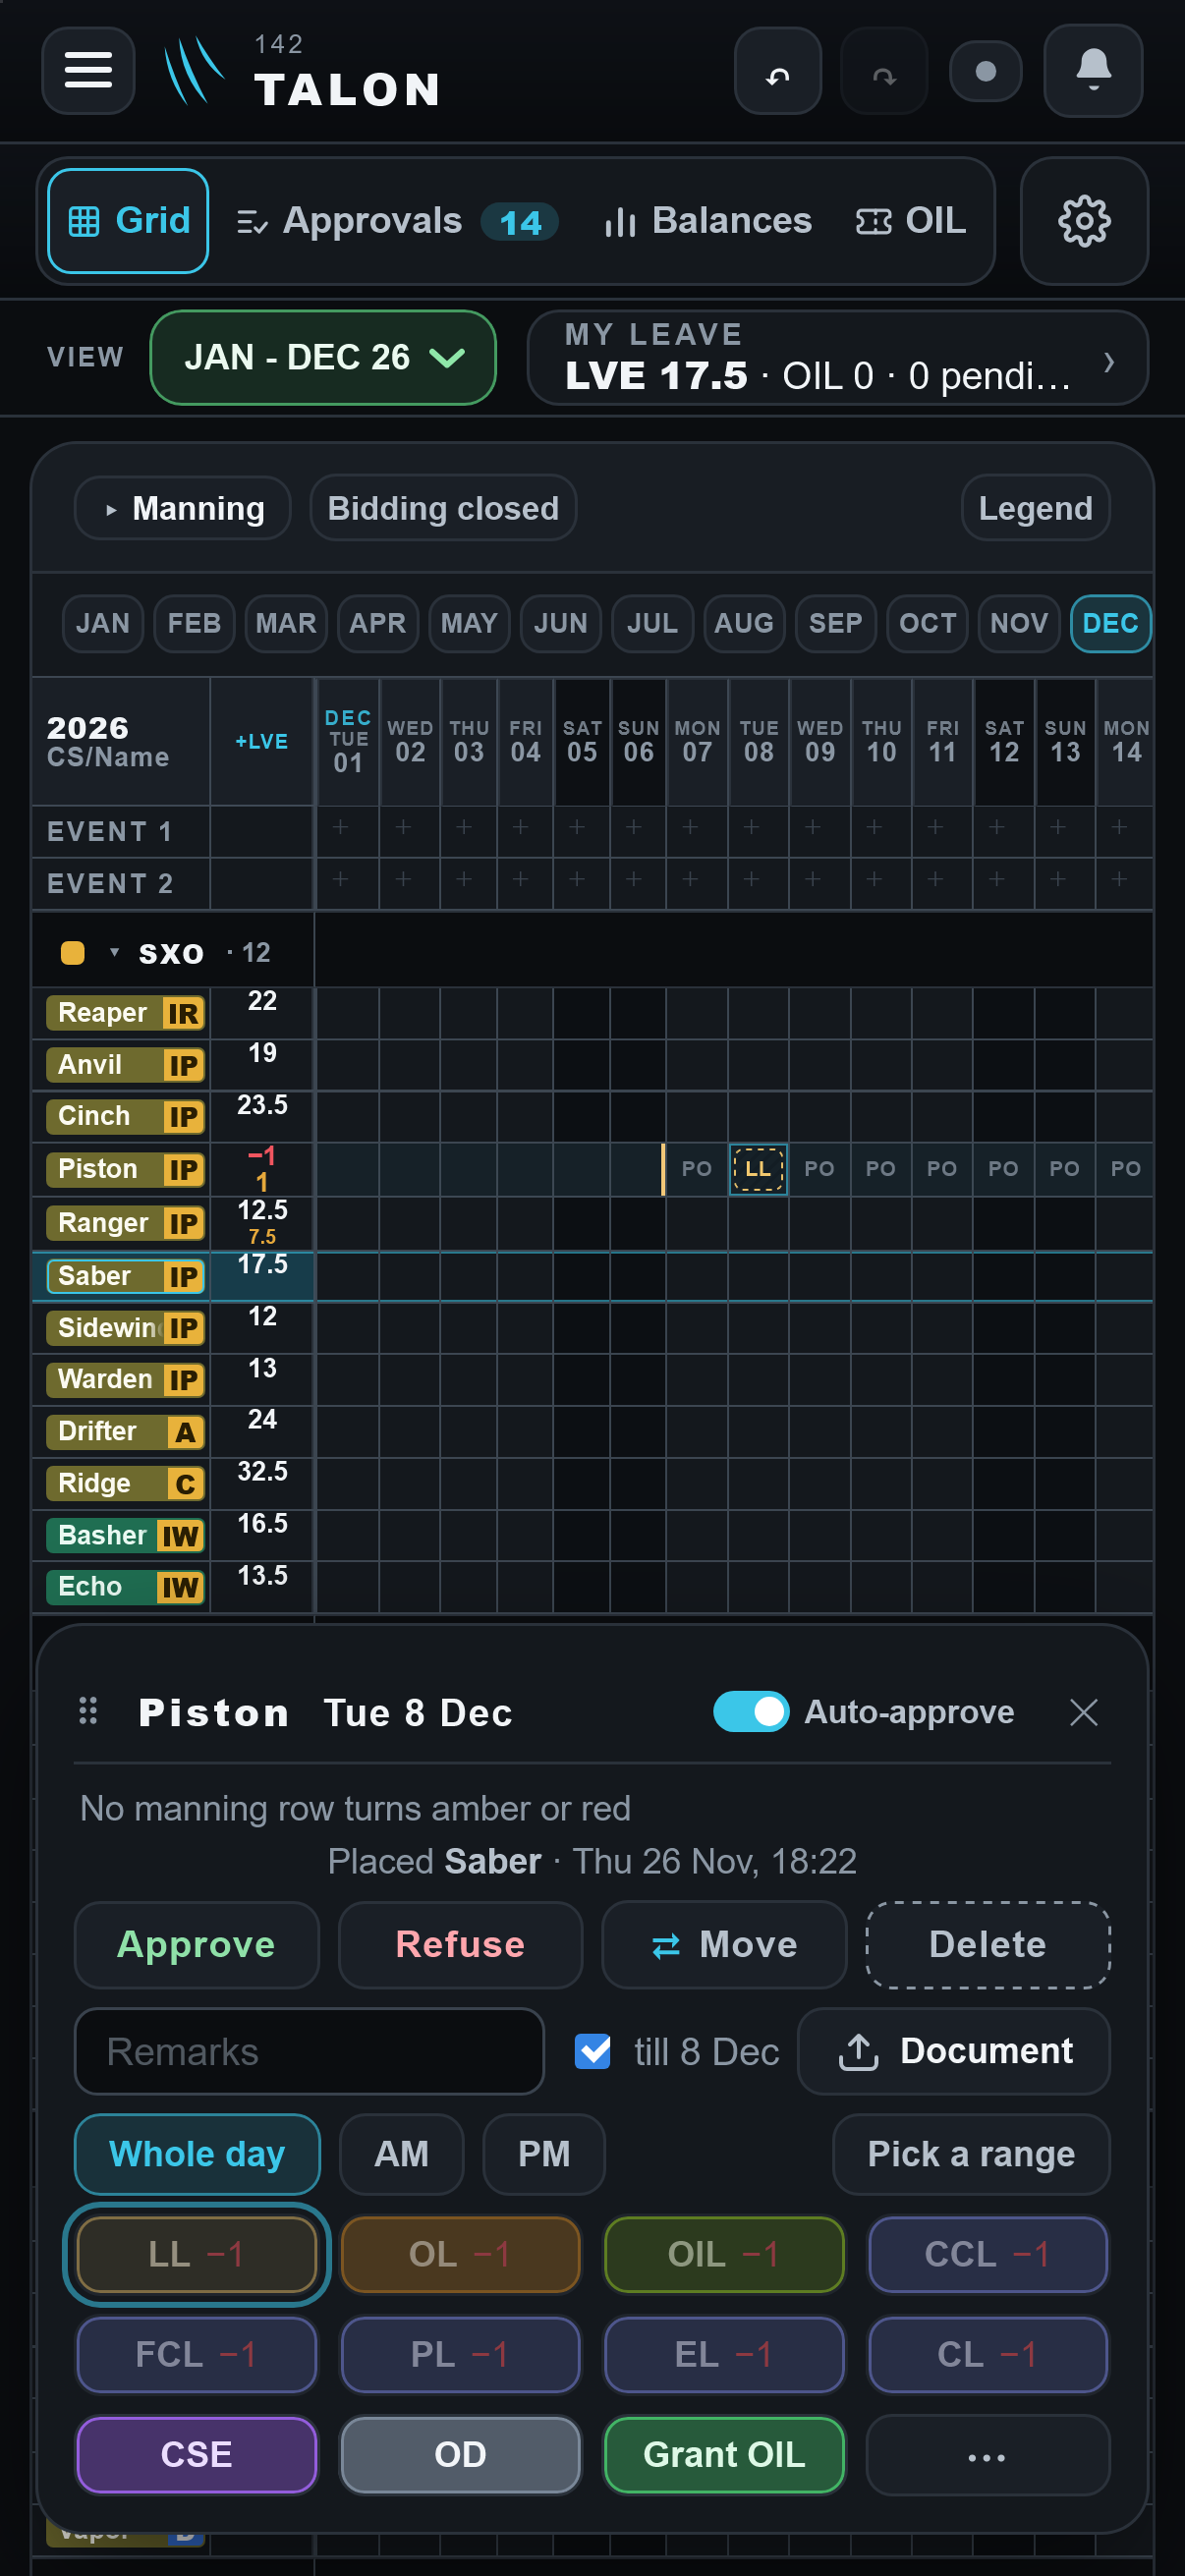 142
TALON
Grid Approvals 14 Balances OIL
VIEW JAN - DEC 26 MY LEAVE
LVE 17.5 · OIL 0 · 0 pendi…
Manning Bidding closed Legend
JAN FEB MAR APR MAY JUN JUL AUG SEP OCT NOV DEC
2026 +LVE DEC
CS/Name TUE WED THU FRI SAT SUN MON TUE WED THU FRI SAT SUN MON
01 02 03 04 05 06 07 08 09 10 11 12 13 14
EVENT 1 + + + + + + + + + + + + + +
EVENT 2 + + + + + + + + + + + + + +
SXO · 12
Reaper IR 22
Anvil IP 19
Cinch IP 23.5
Piston IP −1 1 PO LL PO PO PO PO PO PO
Ranger IP 12.5 7.5
Saber IP 17.5
Sidewin IP 12
Warden IP 13
Drifter A 24
Ridge C 32.5
Basher IW 16.5
Echo IW 13.5
Piston Tue 8 Dec Auto-approve
No manning row turns amber or red
Placed Saber · Thu 26 Nov, 18:22
Approve Refuse Move Delete
Remarks till 8 Dec Document
Whole day AM PM Pick a range
LL −1 OL −1 OIL −1 CCL −1
FCL −1 PL −1 EL −1 CL −1
CSE OD Grant OIL ...